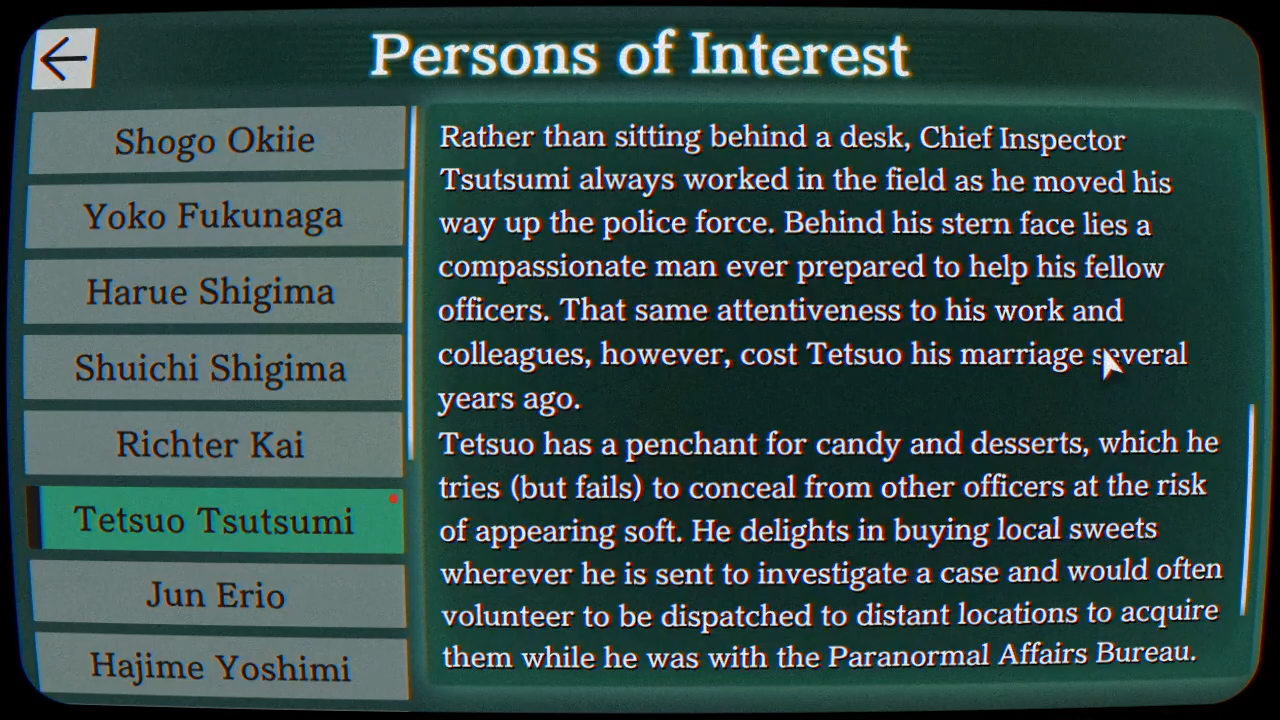 Persons of Interest
Shogo Okiie
Yoko Fukunaga
Harue Shigima
Shuichi Shigima
Richter Kai
Tetsuo Tsutsumi
Jun Erio
Hajime Yoshimi
Rather than sitting behind a desk, Chief Inspector
Tsutsumi always worked in the field as he moved his
way up the police force. Behind his stern face lies a
compassionate man ever prepared to help his fellow
officers. That same attentiveness to his work and
colleagues, however, cost Tetsuo his marriage several
years ago.
Tetsuo has a penchant for candy and desserts, which he
tries (but fails) to conceal from other officers at the risk
of appearing soft. He delights in buying local sweets
wherever he is sent to investigate a case and would often
volunteer to be dispatched to distant locations to acquire
them while he was with the Paranormal Affairs Bureau.